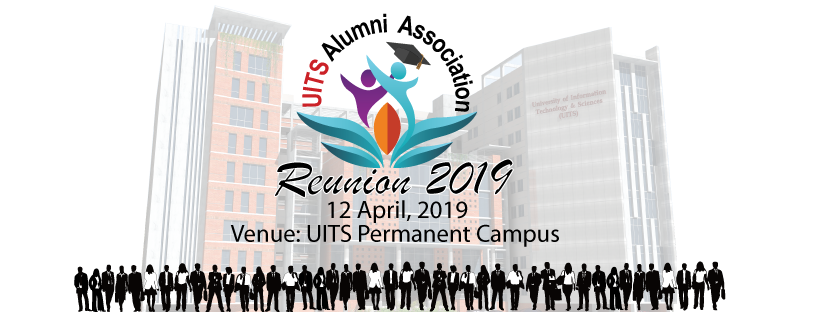 UITS Alumni Association
University of Information
Technology & Sciences
(UITS)
Reunion 2019
12 April, 2019
Venue: UITS Permanent Campus